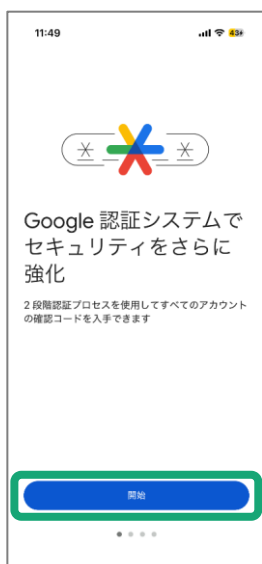 11:49
43
Google 認証システムで
セキュリティをさらに
強化
2 段階認証プロセスを使用してすべてのアカウント
の確認コードを入手できます
開始